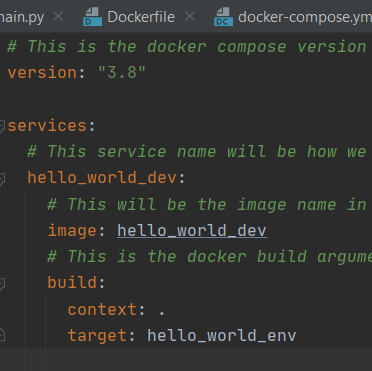 main.py Dockerfile docker-compose.ym
# This is the docker compose version
version: "3.8"
services:
# This service name will be how we
hello_world_dev:
# This will be the image name in
image: hello_world_dev
# This is the docker build argume
build:
context: .
target: hello_world_env